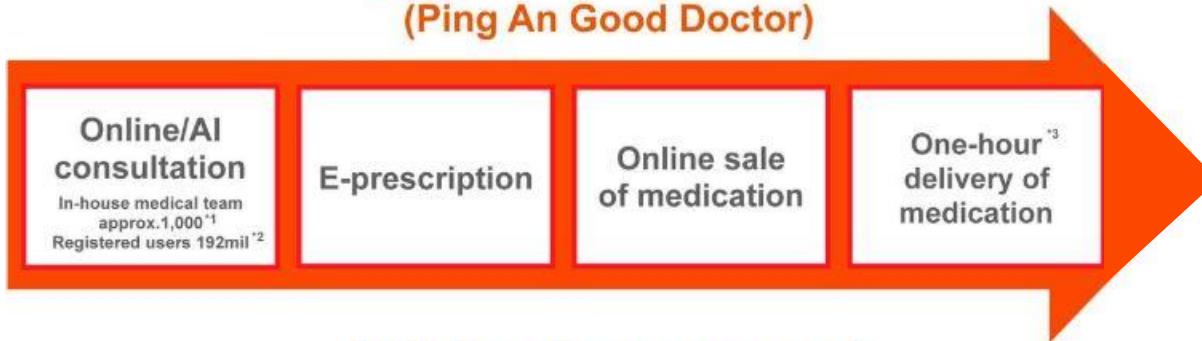 (Ping An Good Doctor)
Online/AI
consultation
In-house medical team
approx.1,000*1
Registered users 192mil*2
E-prescription
Online sale
of medication
One-hour*3
delivery of
medication